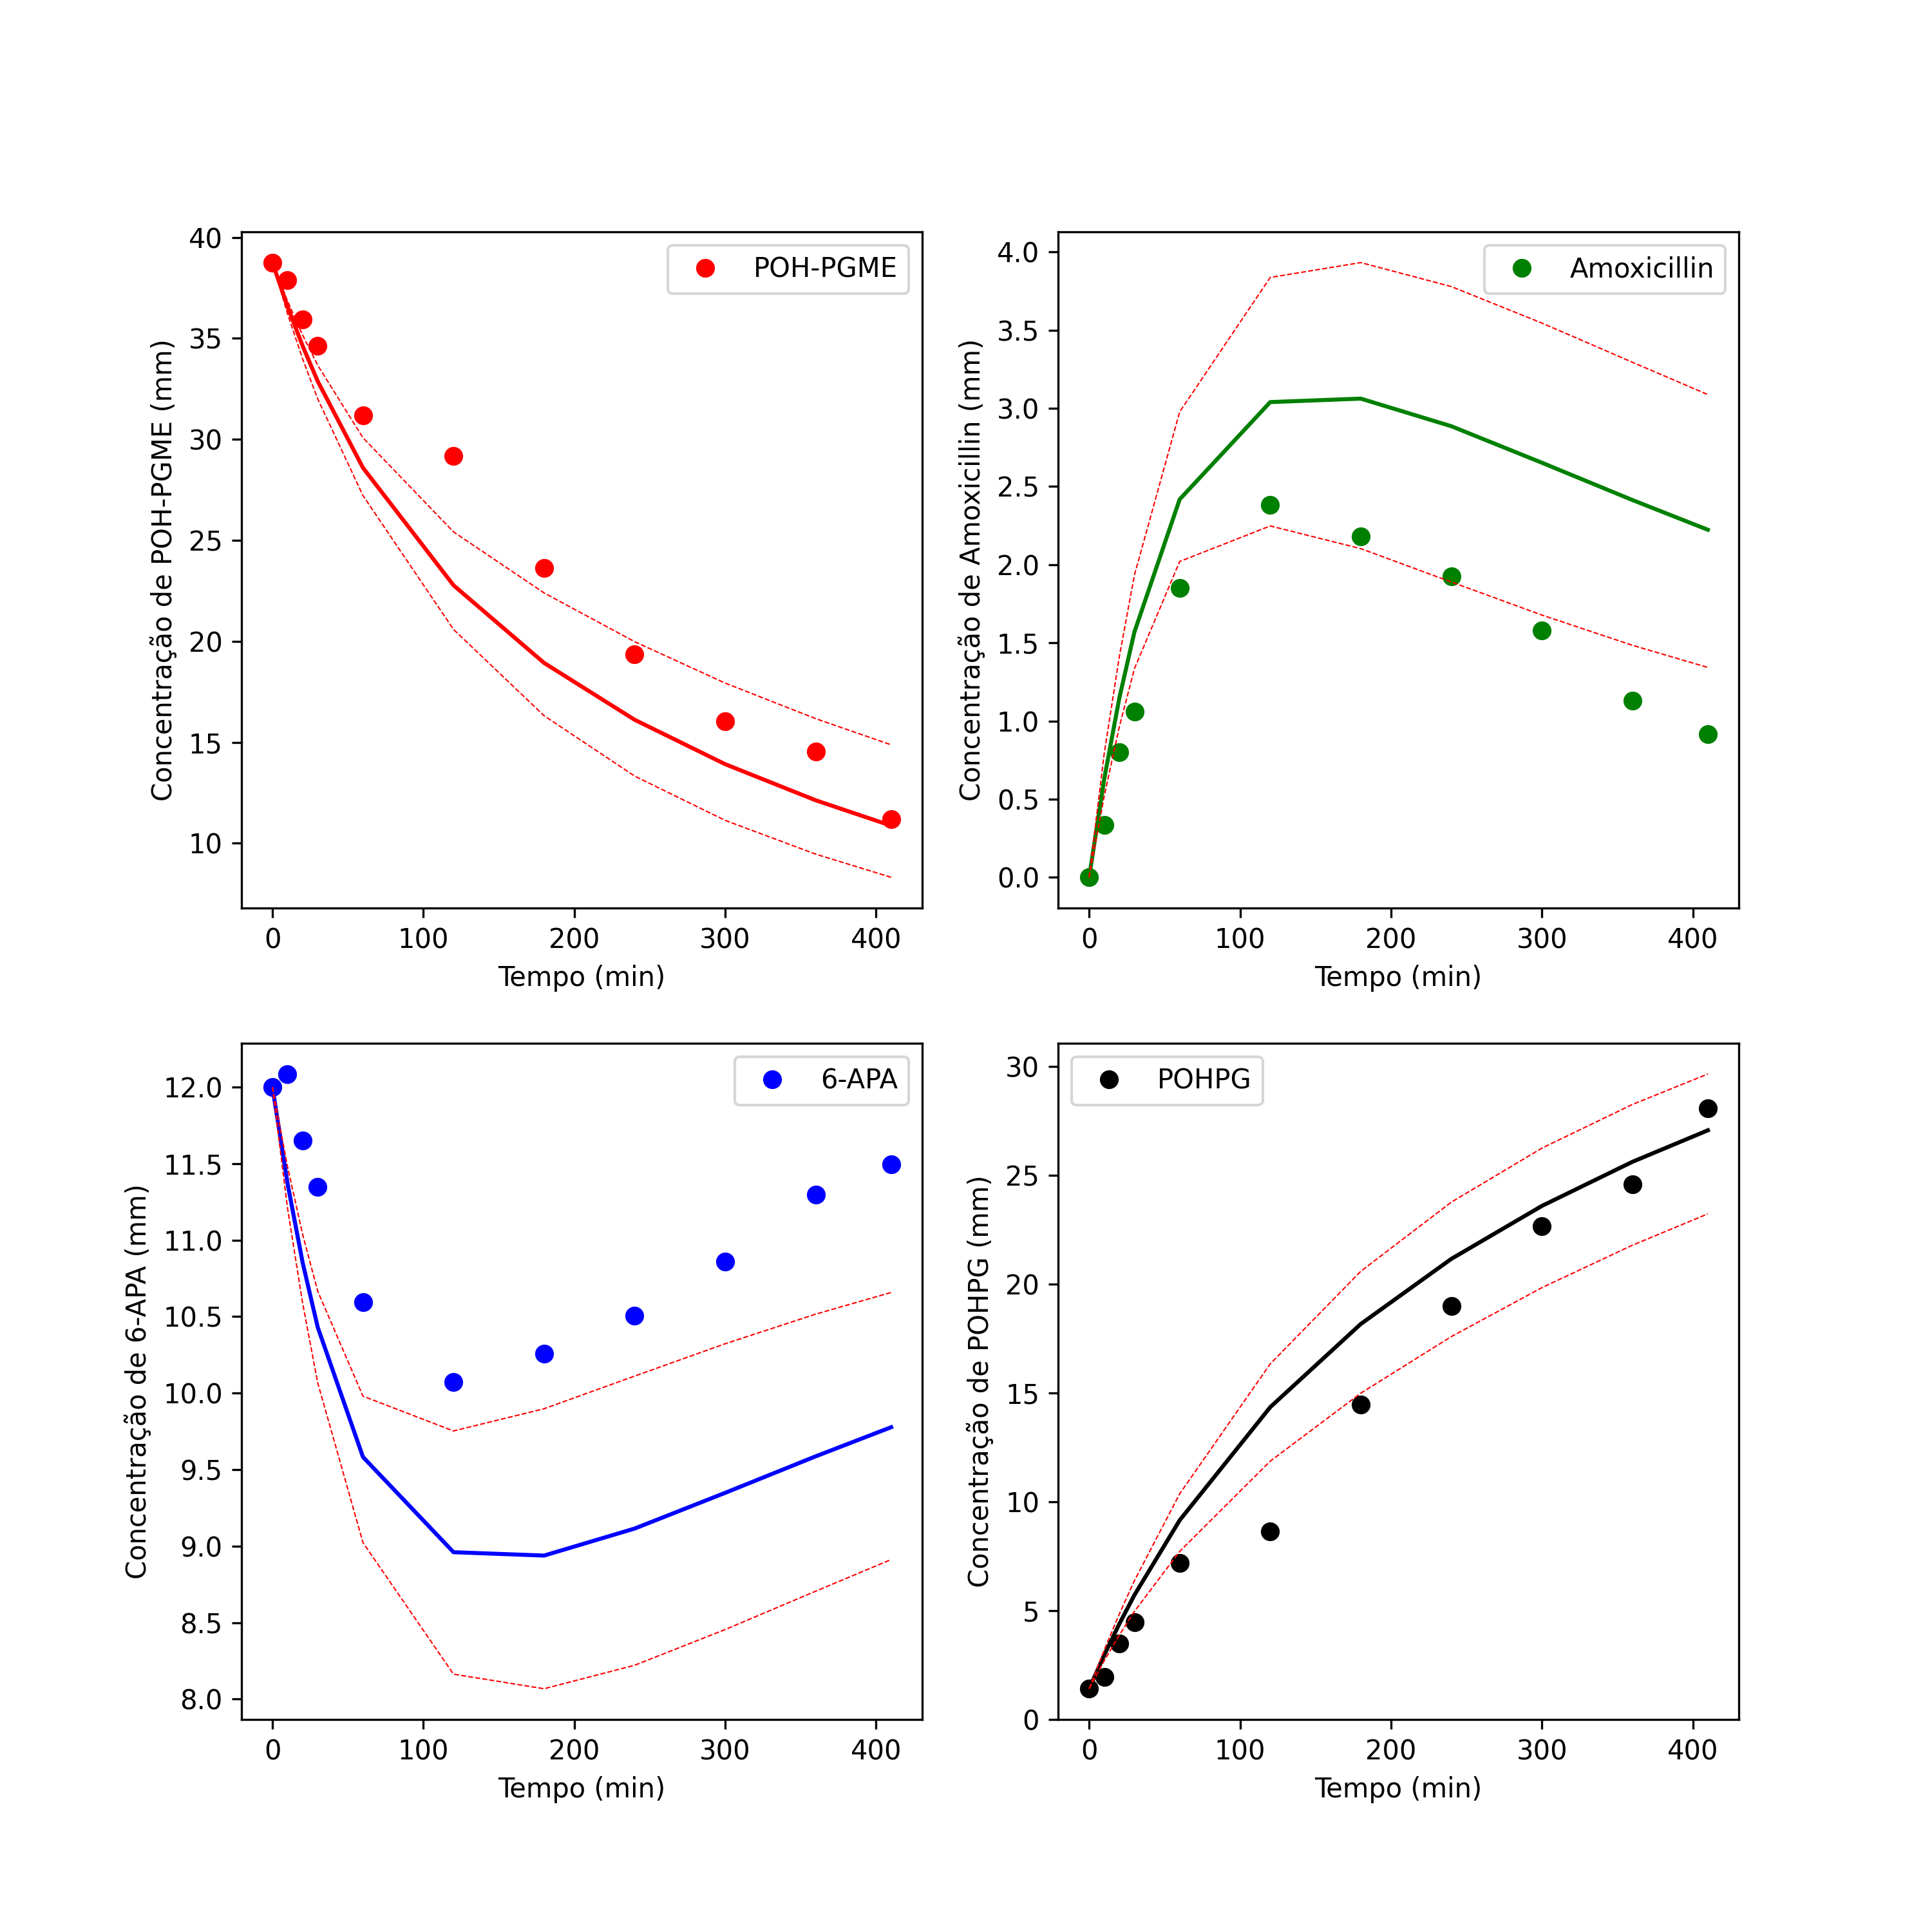 POH-PGME
40
35
30
25
20
15
10
Concentração de POH-PGME (mm)
0 100 200 300 400
Tempo (min)
Amoxicillin
4.0
3.5
3.0
2.5
2.0
1.5
1.0
0.5
0.0
Concentração de Amoxicillin (mm)
0 100 200 300 400
Tempo (min)
6-APA
12.0
11.5
11.0
10.5
10.0
9.5
9.0
8.5
8.0
Concentração de 6-APA (mm)
0 100 200 300 400
Tempo (min)
POHPG
30
25
20
15
10
5
0
Concentração de POHPG (mm)
0 100 200 300 400
Tempo (min)